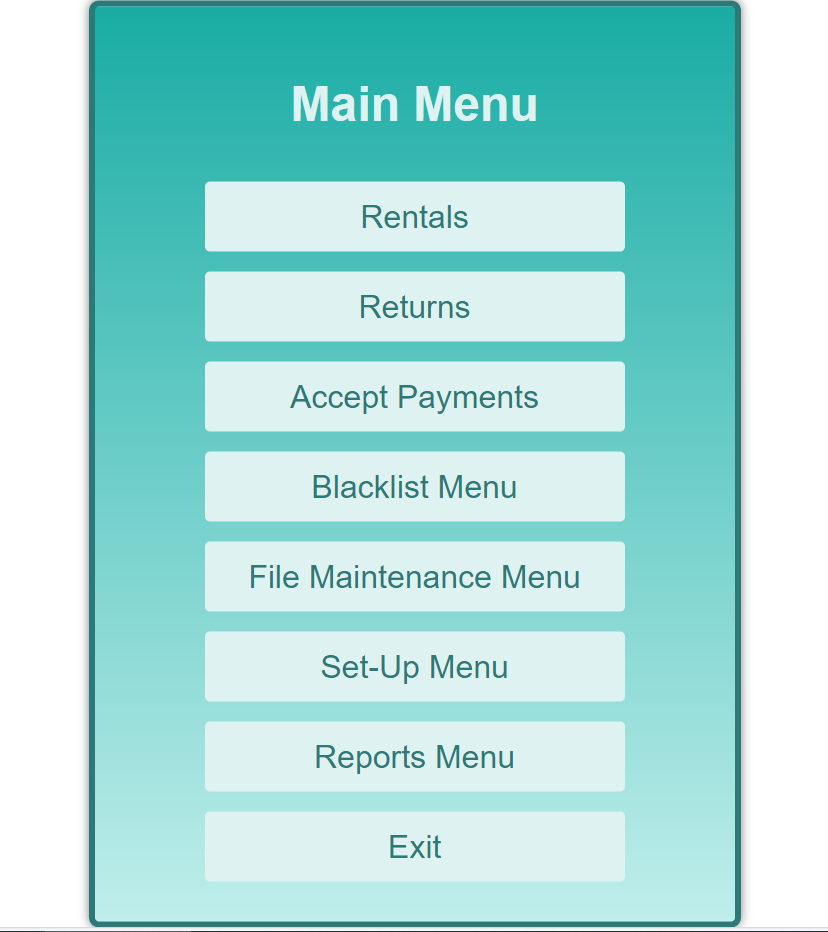 Main Menu
Rentals
Returns
Accept Payments
Blacklist Menu
File Maintenance Menu
Set-Up Menu
Reports Menu
Exit